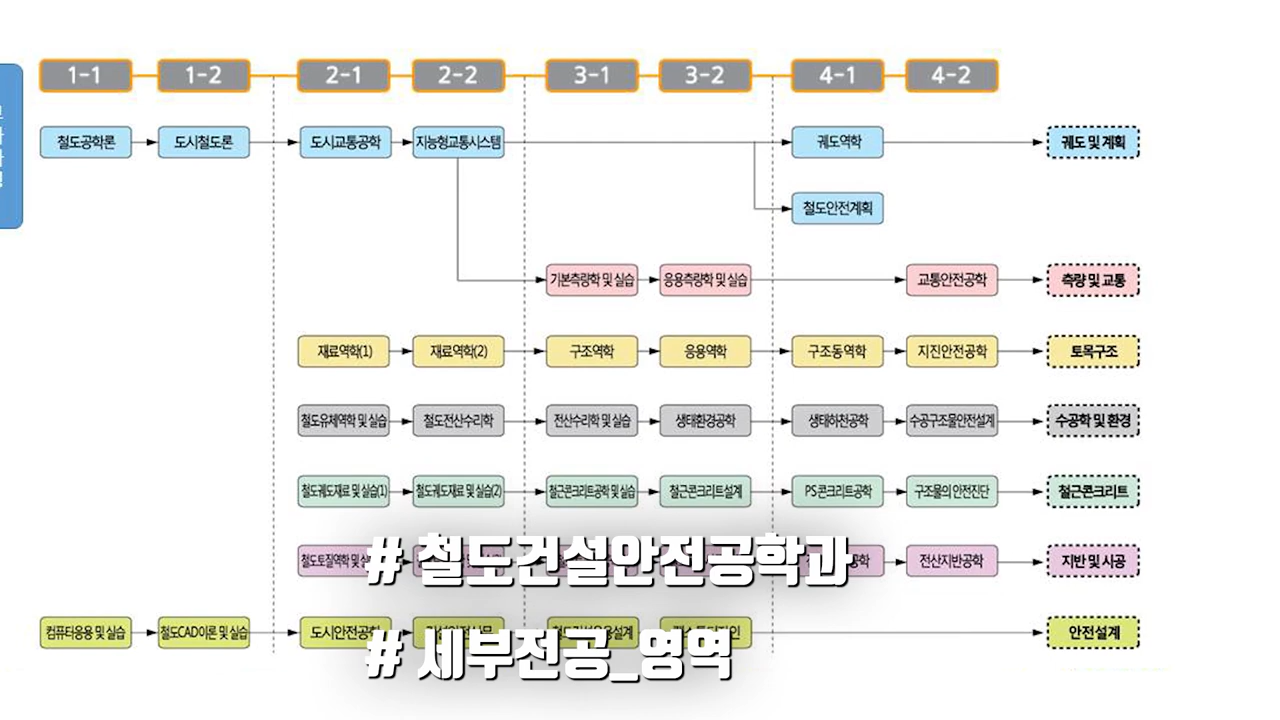 1-1 1-2 2-1 2-2 3-1 3-2 4-1 4-2
철도공학론 도시철도론 도시교통공학 지능형교통시스템 궤도역학 궤도 및 계획
철도안전계획
기본측량학 및 실습 응용측량학 및 실습 교통안전공학 측량 및 교통
재료역학(1) 재료역학(2) 구조역학 응용역학 구조동역학 지진안전공학 토목구조
철도유체역학 및 실습 철도전산수리학 전산수리학 및 실습 생태환경공학 생태하천공학 수공구조물안전설계 수공학 및 환경
철도궤도재료 및 실습(1) 철도궤도재료 및 실습(2) 철근콘크리트공학 및 실습 철근콘크리트설계 PS콘크리트공학 구조물의 안전진단 철근콘크리트
철도토질역학 및 전산지반공학 지반 및 시공
# 철도건설안전공학과
컴퓨터응용 및 실습 철도CAD이론 및 실습 도시안전공학 안전설계
# 세부전공_영역